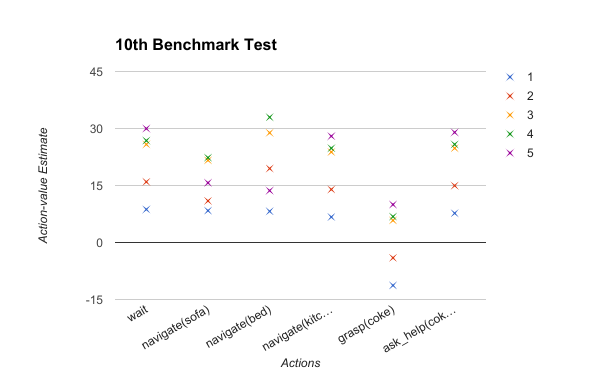 10th Benchmark Test
45
30
15
0
-15
Action-value Estimate
wait
navigate(sofa)
navigate(bed)
navigate(kitc…
grasp(coke)
ask_help(cok…
Actions
1
2
3
4
5